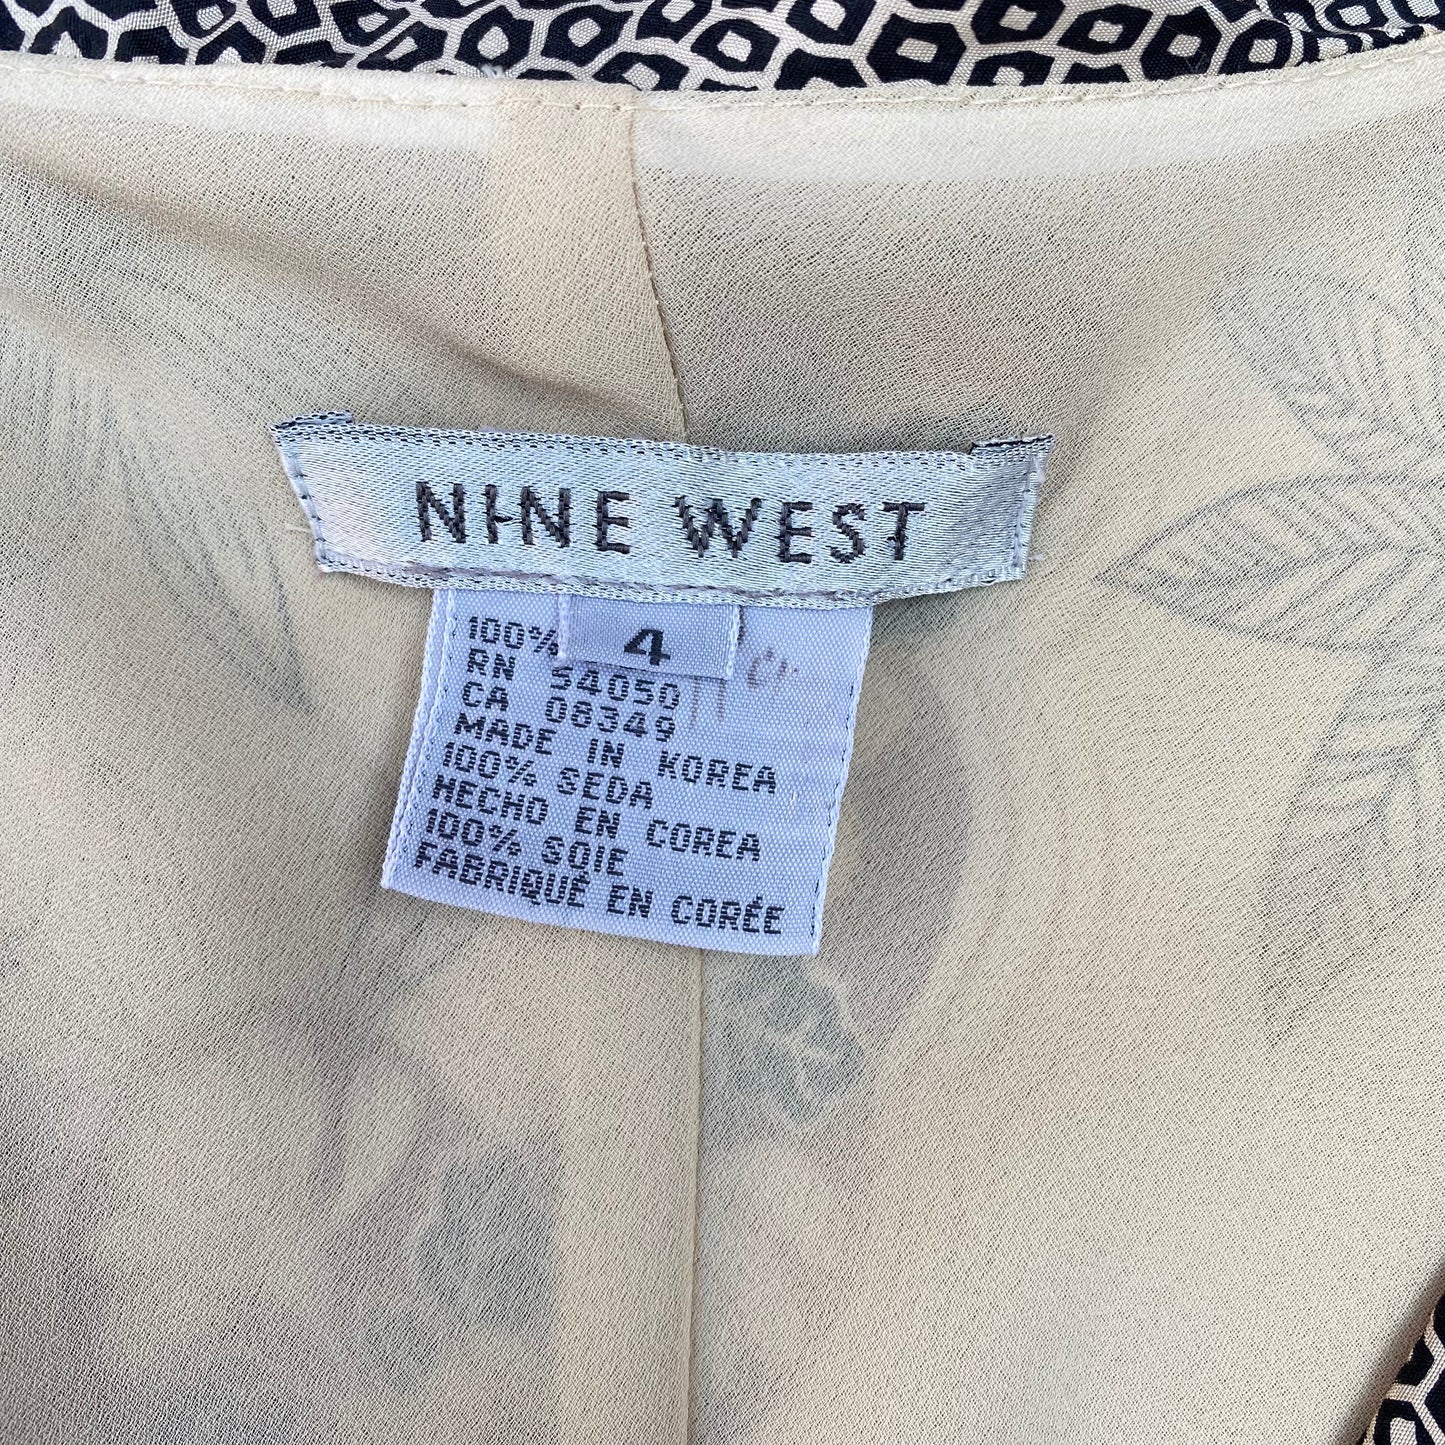 NINE WEST
4
100%
RN 54050
CA 08349
MADE IN KOREA
100% SEDA
HECHO EN COREA
100% SOIE
FABRIQUÉ EN CORÉE